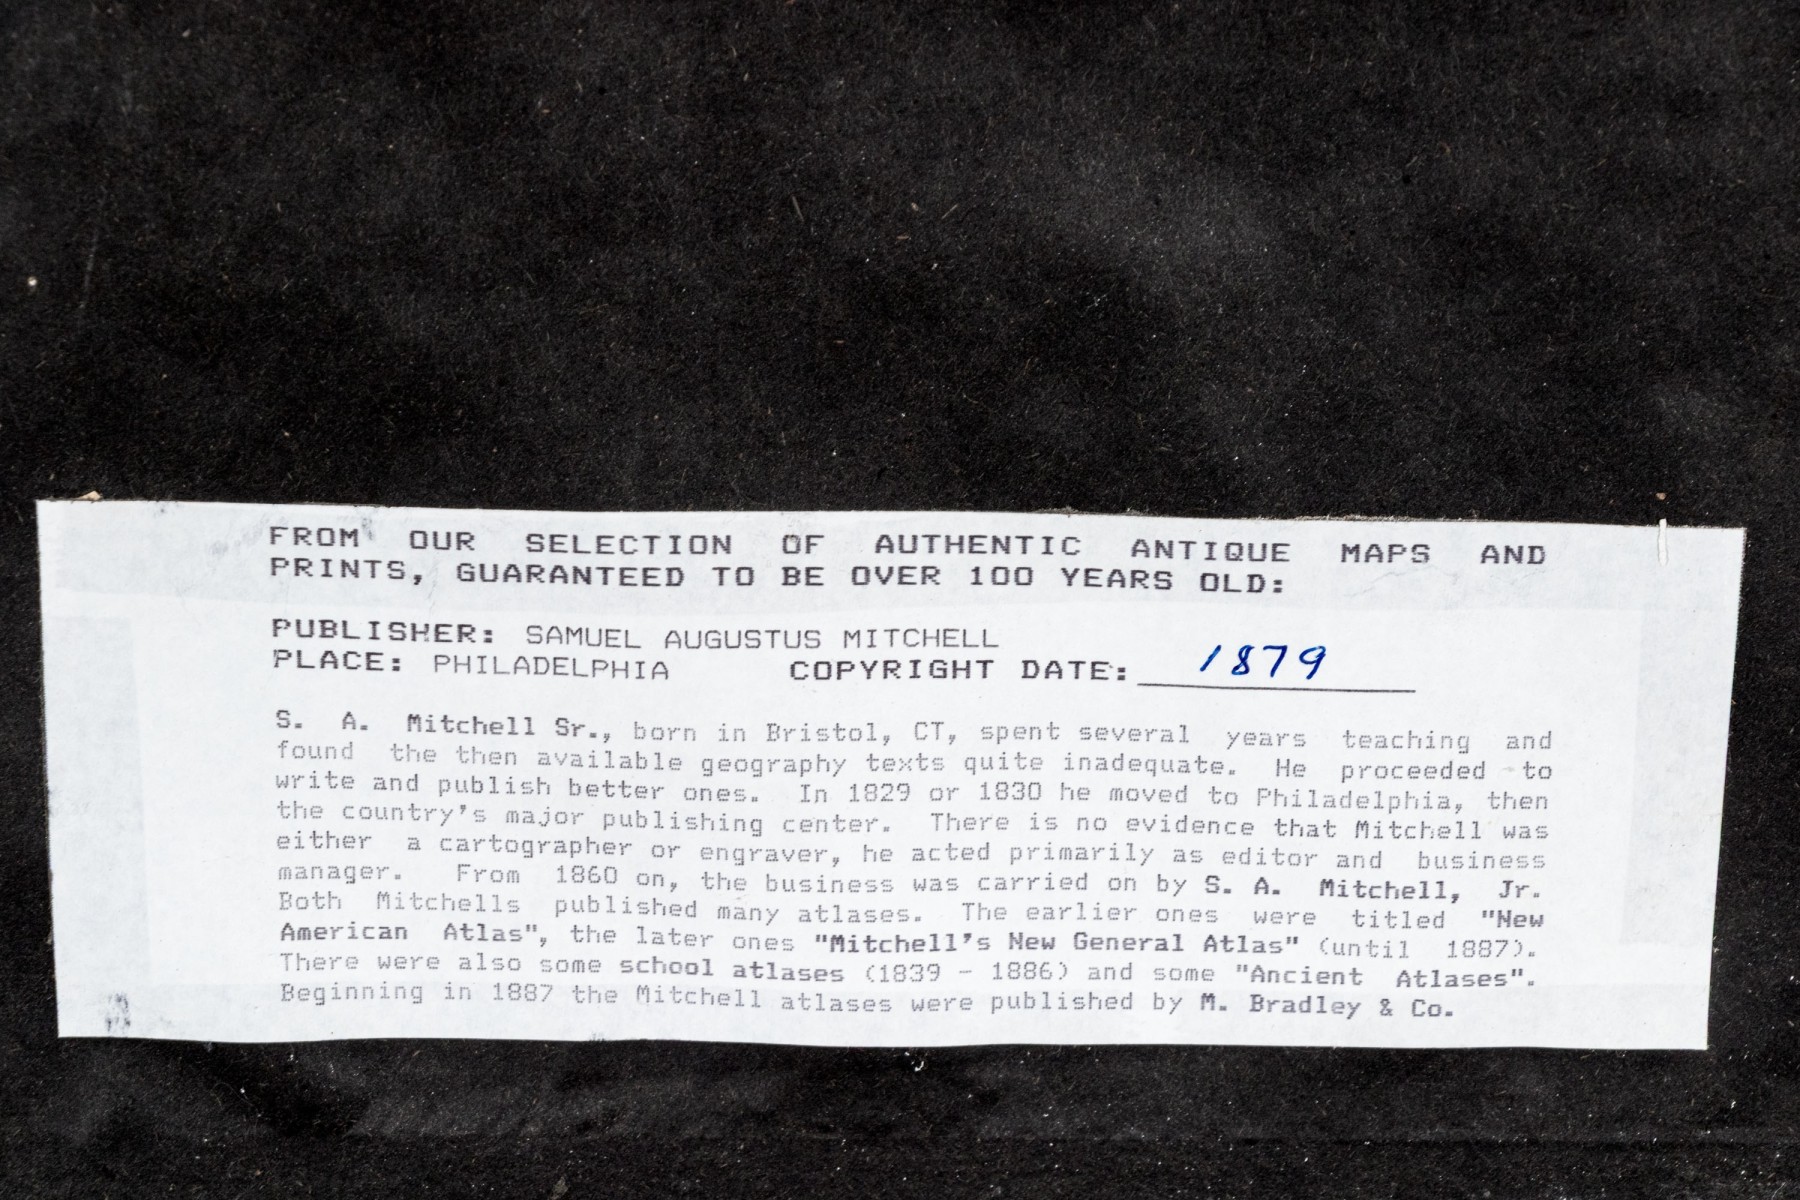 FROM OUR SELECTION OF AUTHENTIC ANTIQUE MAPS AND
PRINTS, GUARANTEED TO BE OVER 100 YEARS OLD:
PUBLISHER: SAMUEL AUGUSTUS MITCHELL
PLACE: PHILADELPHIA COPYRIGHT DATE: 1879
S. A. Mitchell Sr., born in Bristol, CT, spent several years teaching and
found the then available geography texts quite inadequate. He proceeded to
write and publish better ones. In 1829 or 1830 he moved to Philadelphia, then
the country's major publishing center. There is no evidence that Mitchell was
either a cartographer or engraver, he acted primarily as editor and business
manager. From 1860 on, the business was carried on by S. A. Mitchell, Jr.
Both Mitchells published many atlases. The earlier ones were titled "New
American Atlas", the later ones "Mitchell's New General Atlas" (until 1887).
There were also some school atlases (1839 - 1886) and some "Ancient Atlases".
Beginning in 1887 the Mitchell atlases were published by M. Bradley & Co.